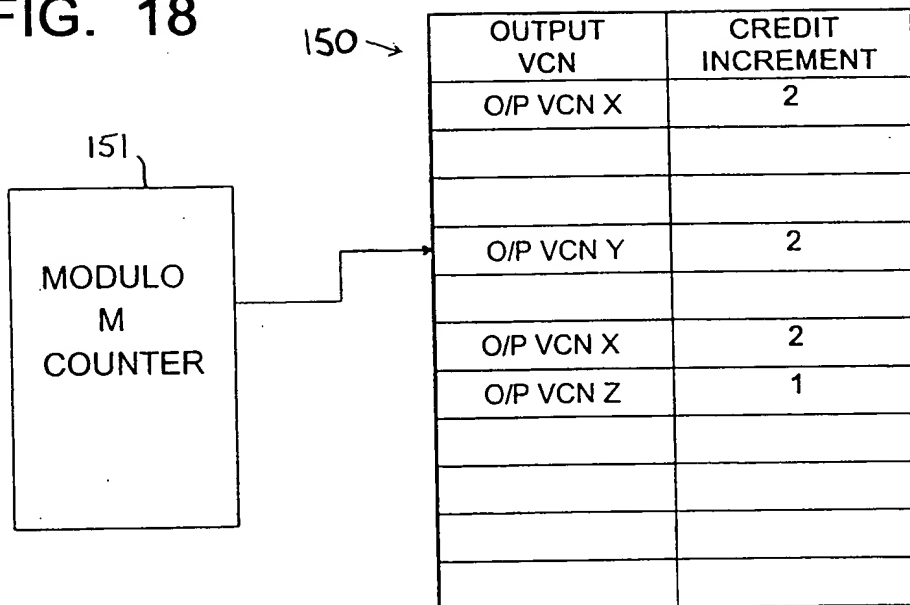 FIG. 18
150
OUTPUT VCN
CREDIT INCREMENT
O/P VCN X 2
151
O/P VCN Y 2
MODULO
M
COUNTER
O/P VCN X 2
O/P VCN Z 1